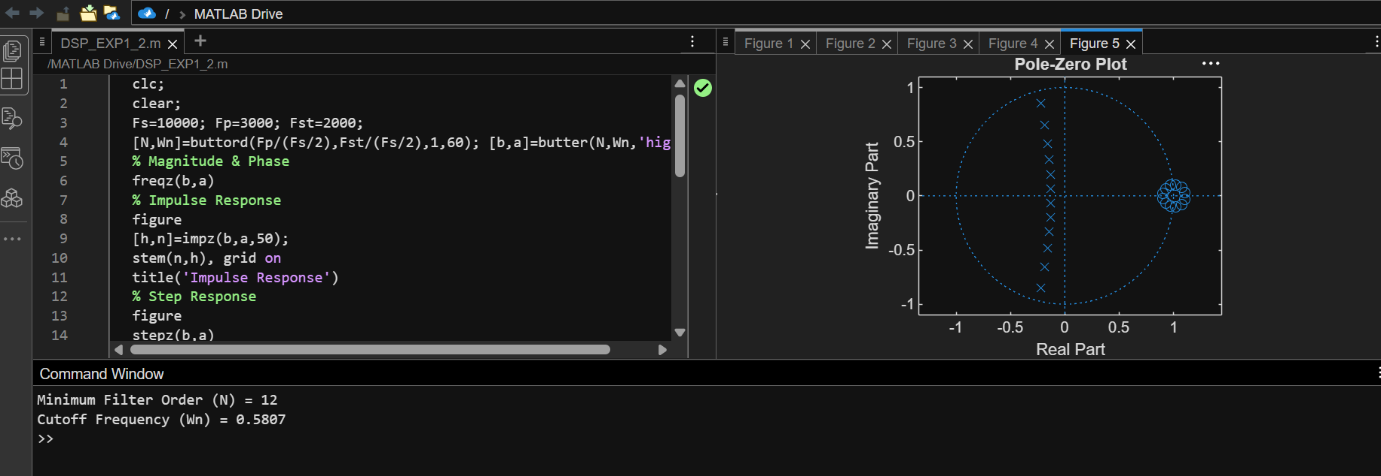 / > MATLAB Drive
DSP_EXP1_2.m × +
/MATLAB Drive/DSP_EXP1_2.m
1 clc;
2 clear;
3 Fs=10000; Fp=3000; Fst=2000;
4 [N,Wn]=buttord(Fp/(Fs/2),Fst/(Fs/2),1,60); [b,a]=butter(N,Wn,'hig
5 % Magnitude & Phase
6 freqz(b,a)
7 % Impulse Response
8 figure
9 [h,n]=impz(b,a,50);
10 stem(n,h), grid on
11 title('Impulse Response')
12 % Step Response
13 figure
14 stepz(b,a)
Figure 1 × Figure 2 × Figure 3 × Figure 4 × Figure 5 ×
Pole-Zero Plot
Imaginary Part
1
0.5
0
-0.5
-1
-1 -0.5 0 0.5 1
Real Part
Command Window
Minimum Filter Order (N) = 12
Cutoff Frequency (Wn) = 0.5807
>>